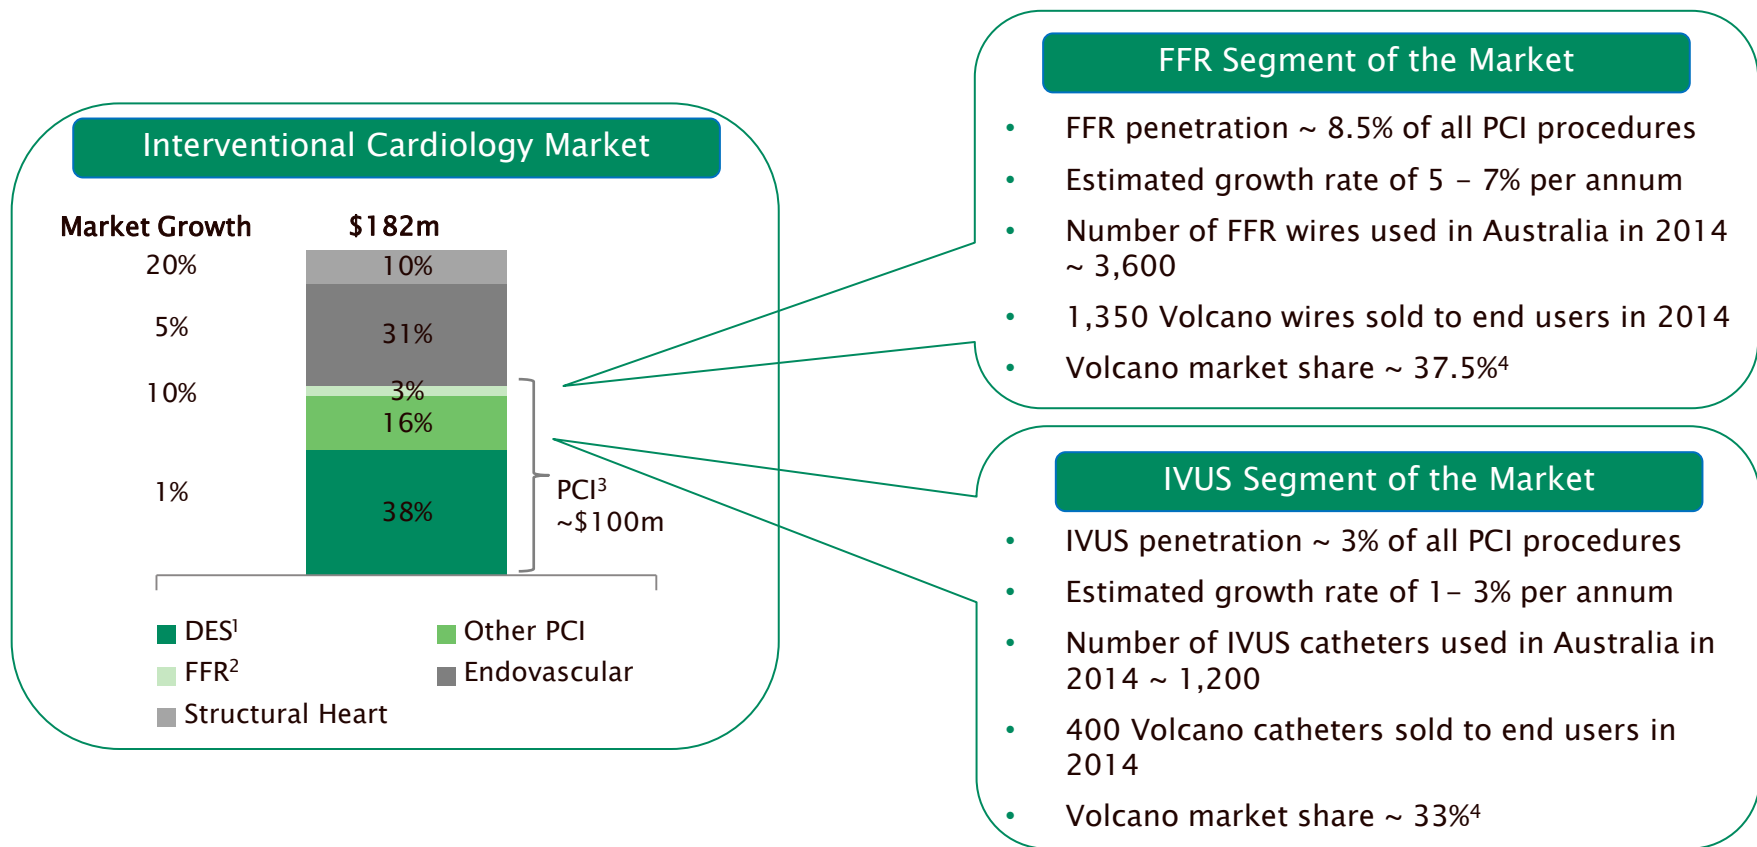 Interventional Cardiology Market
Market Growth
$182m
20%
10%
5%
31%
10%
3%
16%
1%
38%
PCI³
~$100m
DES¹
Other PCI
FFR²
Endovascular
Structural Heart
FFR Segment of the Market
• FFR penetration ~ 8.5% of all PCI procedures
• Estimated growth rate of 5 – 7% per annum
• Number of FFR wires used in Australia in 2014
~ 3,600
• 1,350 Volcano wires sold to end users in 2014
• Volcano market share ~ 37.5%⁴
IVUS Segment of the Market
• IVUS penetration ~ 3% of all PCI procedures
• Estimated growth rate of 1– 3% per annum
• Number of IVUS catheters used in Australia in
2014 ~ 1,200
• 400 Volcano catheters sold to end users in
2014
• Volcano market share ~ 33%⁴